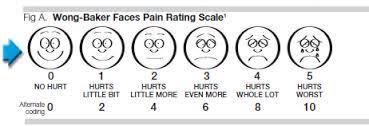 Fig A. Wong-Baker Faces Pain Rating Scale¹
0 1 2 3 4 5
NO HURT HURTS HURTS HURTS HURTS HURTS
LITTLE BIT LITTLE MORE EVEN MORE WHOLE LOT WORST
Alternate
coding 0 2 4 6 8 10